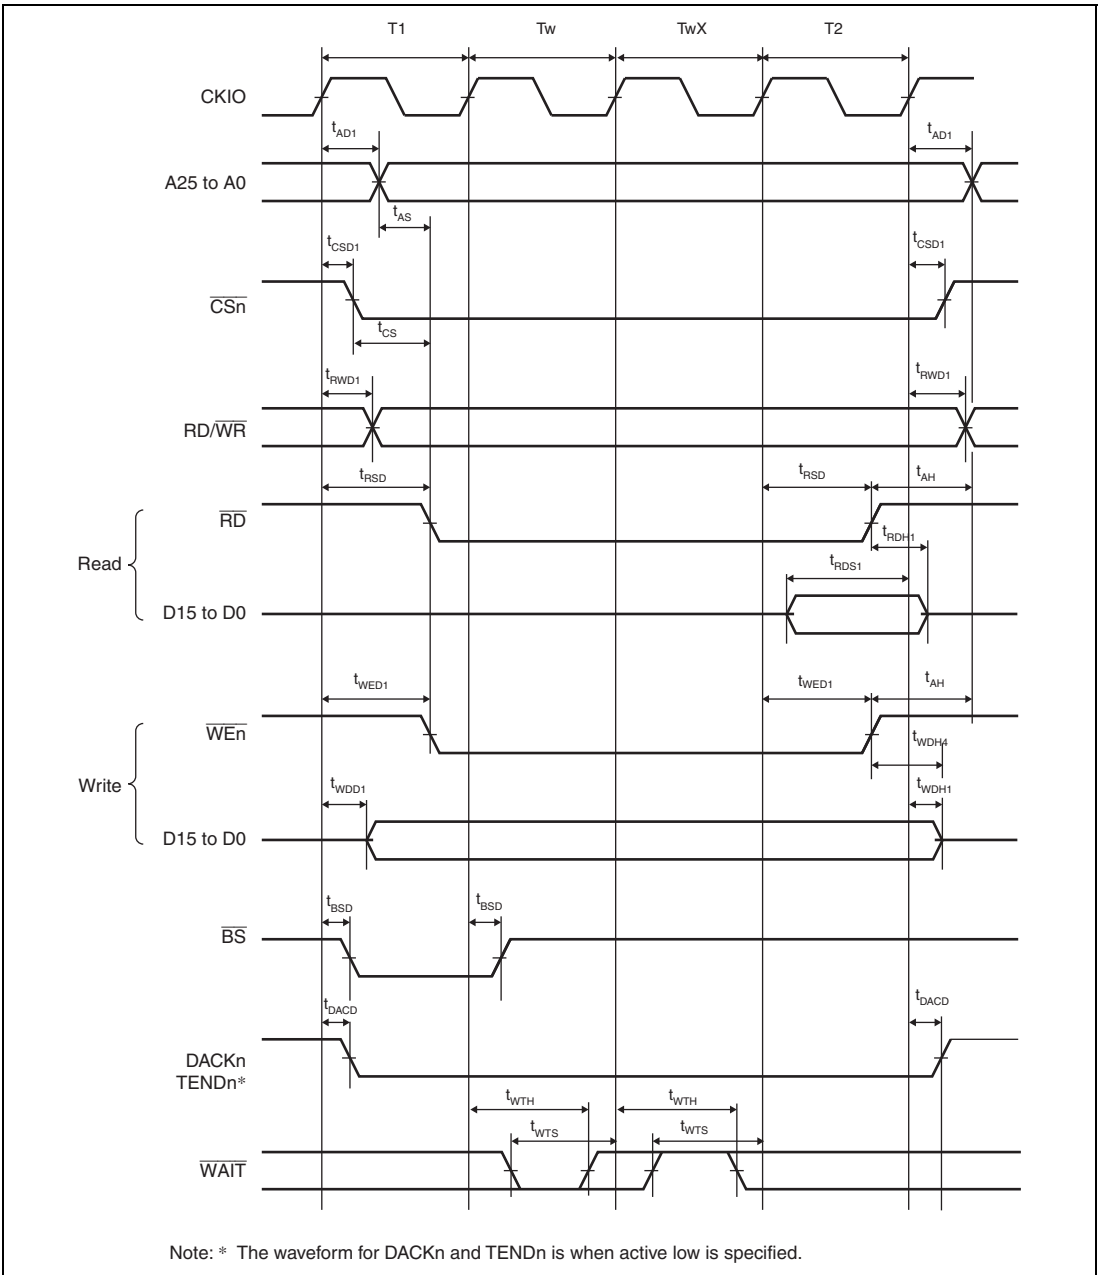 T1 Tw TwX T2
CKIO
tAD1 tAD1
A25 to A0
tAS
tCSD1 tCSD1
CSn
tCS
tRWD1 tRWD1
RD/WR
tRSD tRSD tAH
RD
tRDH1
Read
tRDS1
D15 to D0
tWED1 tWED1 tAH
WEn
tWDH4
Write
tWDD1 tWDH1
D15 to D0
tBSD tBSD
BS
tDACD tDACD
DACKn
TENDn*
tWTH tWTH
tWTS tWTS
WAIT
Note: * The waveform for DACKn and TENDn is when active low is specified.